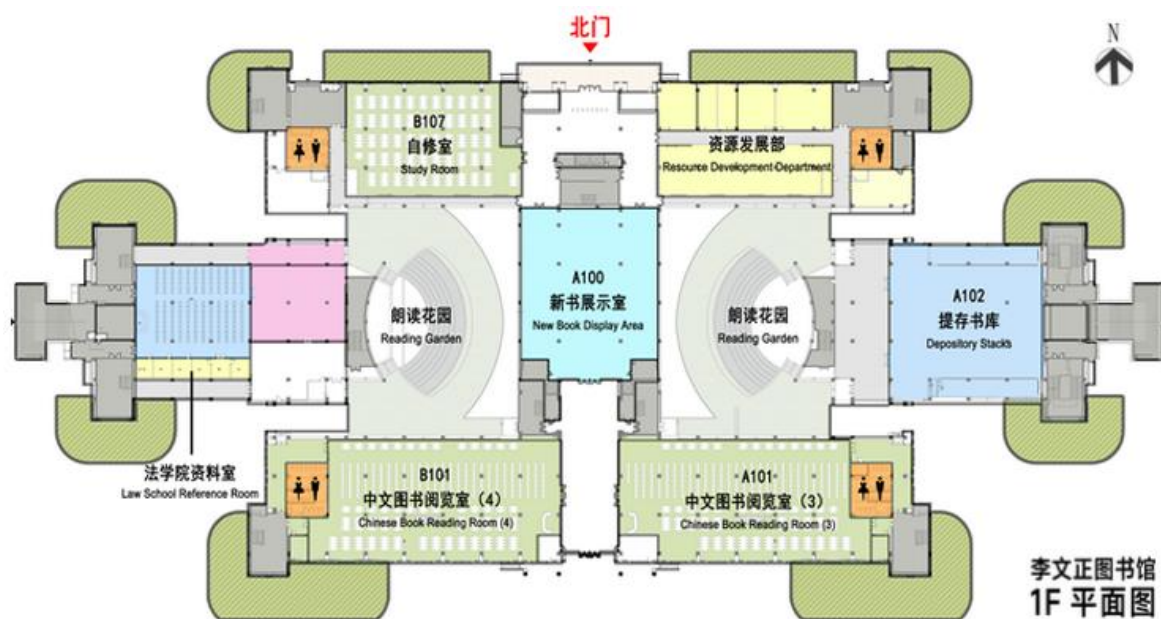 北门
N
B107
自修室
Study Room
资源发展部
Resource Development Department
A100
新书展示室
New Book Display Area
朗读花园
Reading Garden
朗读花园
Reading Garden
A102
提存书库
Depository Stacks
法学院资料室
Law School Reference Room
B101
中文图书阅览室（4）
Chinese Book Reading Room (4)
A101
中文图书阅览室（3）
Chinese Book Reading Room (3)
李文正图书馆
1F 平面图